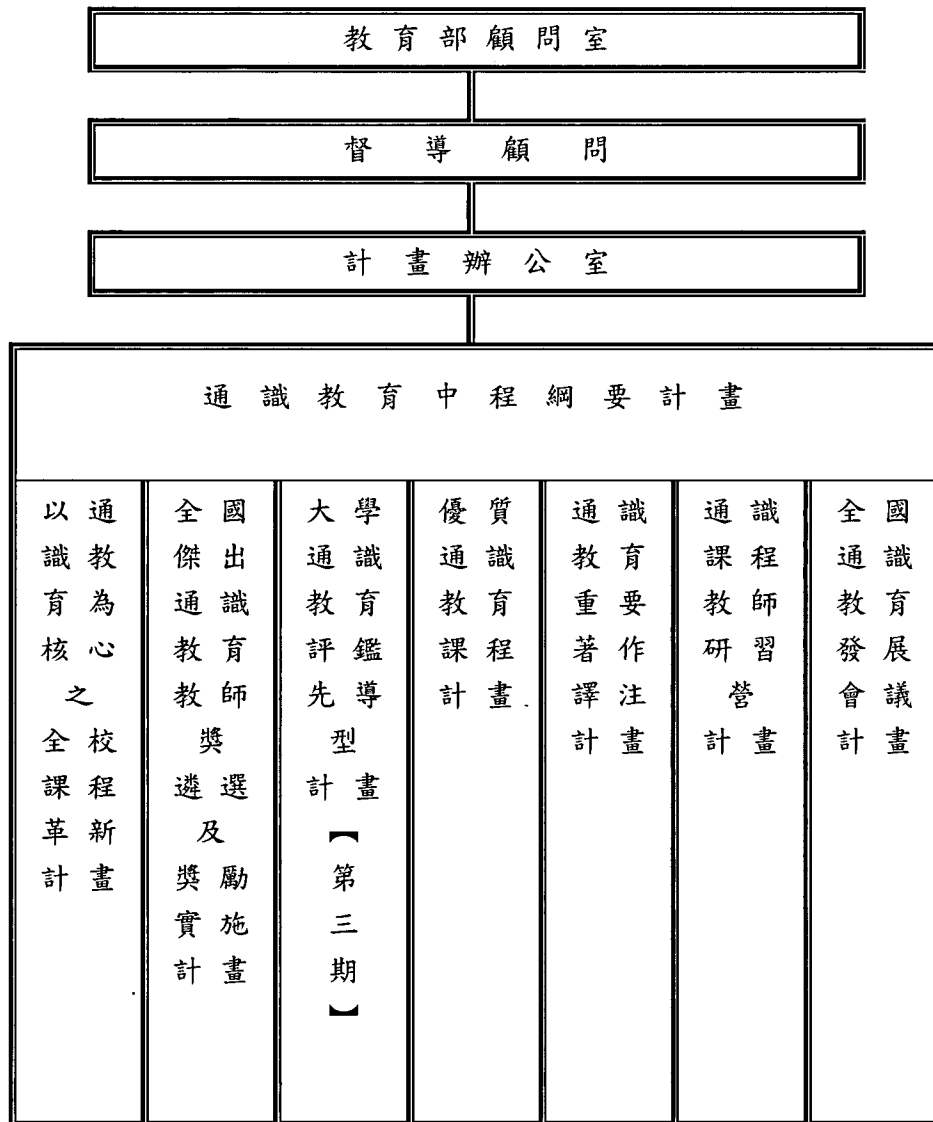 教育部顧問室
督導顧問
計畫辦公室
通識教育中程綱要計畫
以通
識教
育為
核心
之
全校
課程
革新
計畫
全國
傑出
通識
教育
教師
獎
遴選
及
獎勵
實施
計畫
大學
通識
教育
評鑑
先導
型
計畫
【
第
三
期
】
優質
通識
教育
課程
計畫
通識
教育
重要
著作
譯注
計畫
通識
課程
教師
研習
營
計畫
全國
通識
教育
發展
會議
計畫